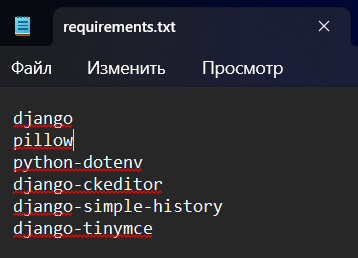 requirements.txt
Файл Изменить Просмотр
django
pillow
python-dotenv
django-ckeditor
django-simple-history
django-tinymce